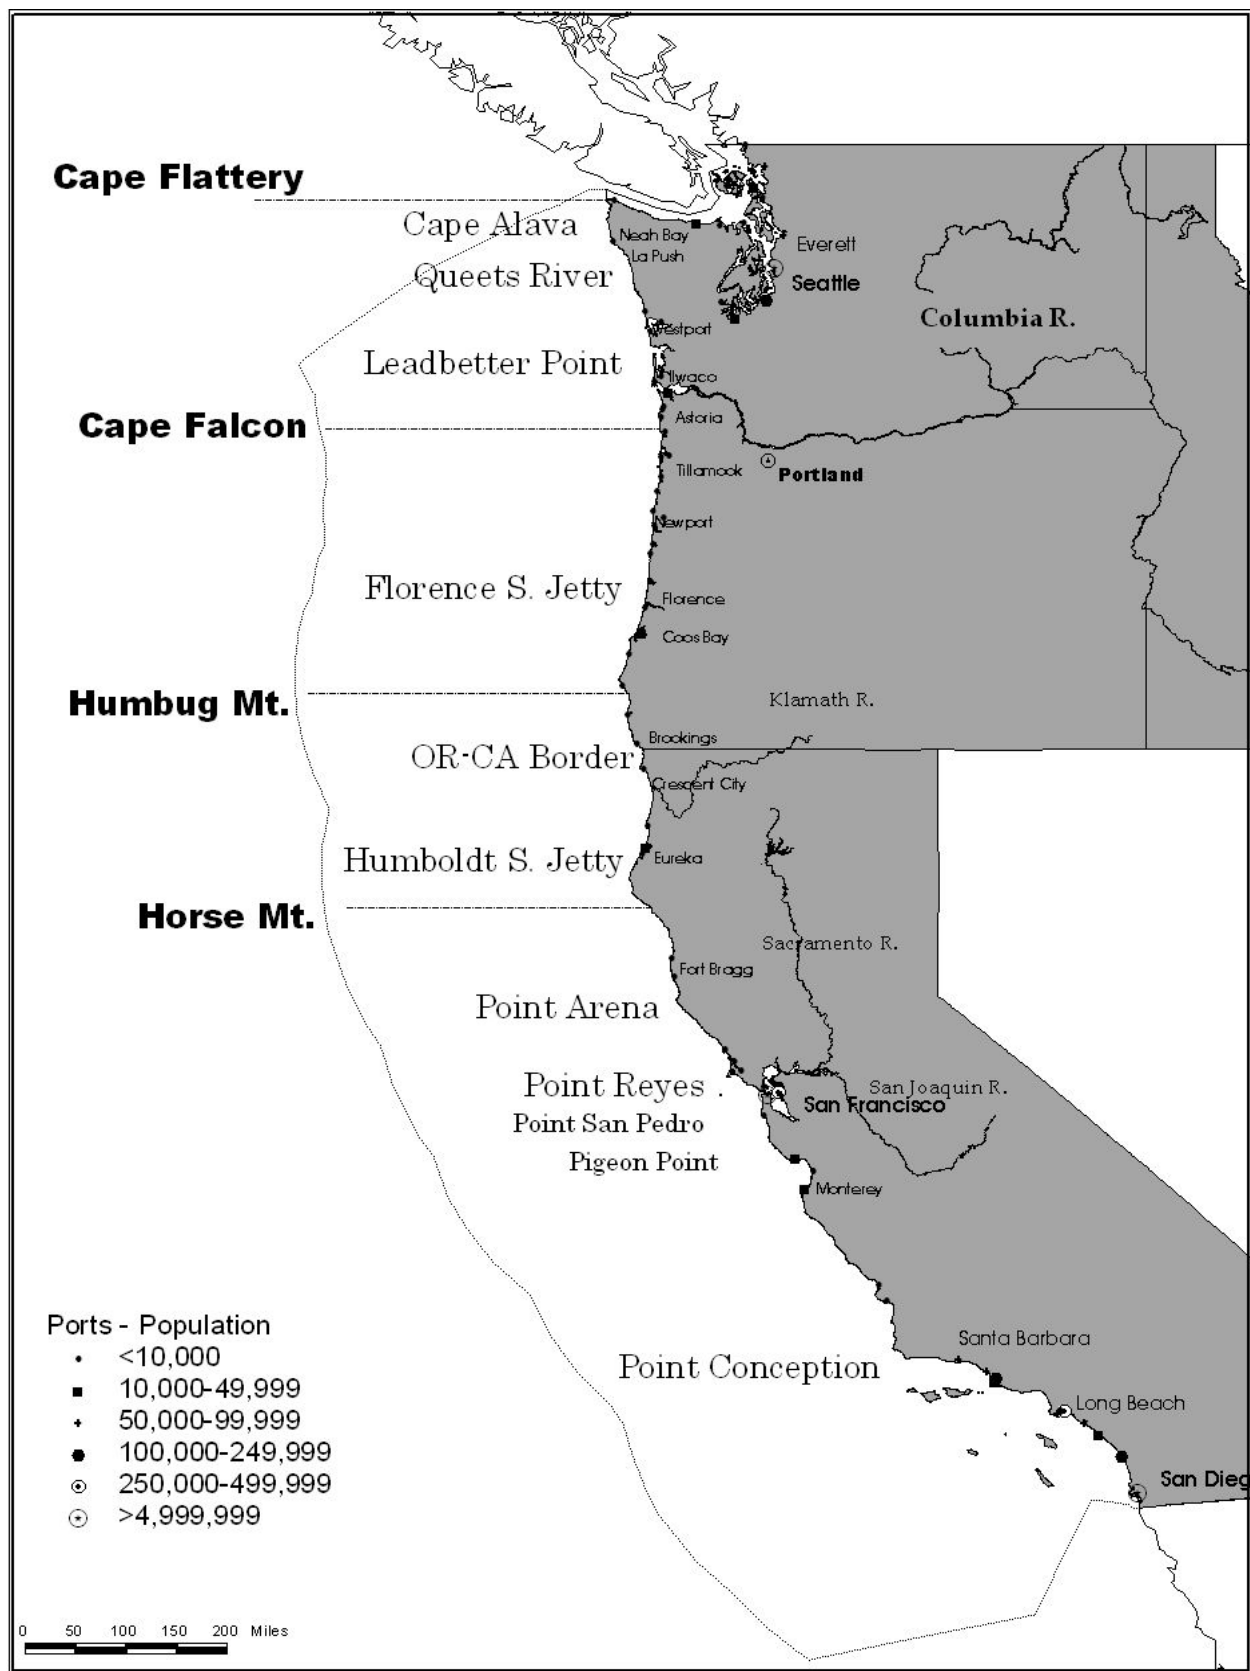 Cape Flattery
Cape Alava
Neah Bay
La Push
Everett
Queets River
Seattle
Columbia R.
Westport
Leadbetter Point
Ilwaco
Cape Falcon
Astoria
Tillamook
Portland
Newport
Florence S. Jetty
Florence
Coos Bay
Humbug Mt.
Klamath R.
Brookings
OR-CA Border
Crescent City
Humboldt S. Jetty
Eureka
Horse Mt.
Sacramento R.
Fort Bragg
Point Arena
Point Reyes .
San Joaquin R.
San Francisco
Point San Pedro
Pigeon Point
Monterey
Santa Barbara
Point Conception
Long Beach
San Dieg
Ports - Population
<10,000
10,000-49,999
50,000-99,999
100,000-249,999
250,000-499,999
>4,999,999
0 50 100 150 200 Miles